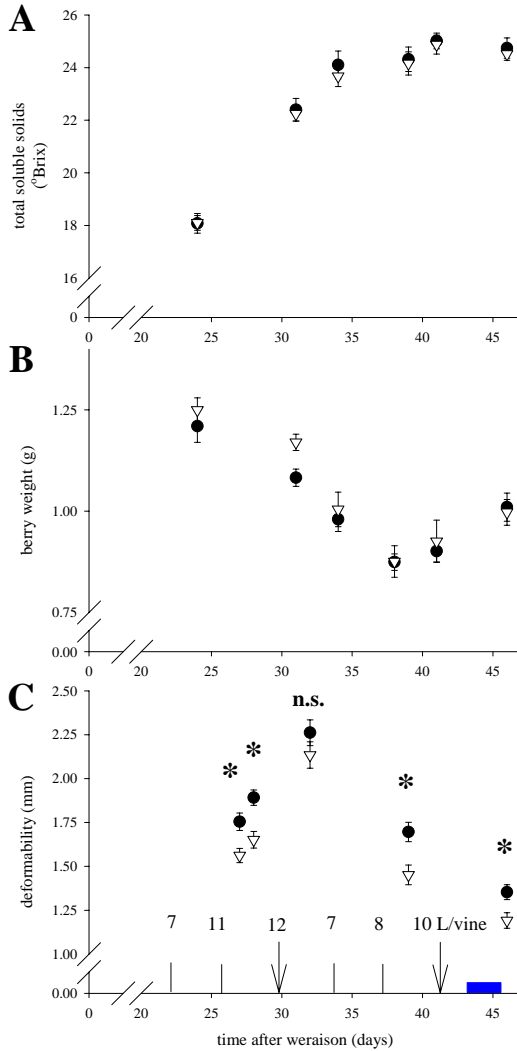 A
26
24
22
20
18
16
0
total soluble solids
(°Brix)
0 20 25 30 35 40 45
B
1.25
1.00
0.75
0.00
berry weight (g)
0 20 25 30 35 40 45
C
2.50
2.25
2.00
1.75
1.50
1.25
1.00
0.00
deformability (mm)
n.s.
* * * *
7 11 12 7 8 10 L/vine
0 20 25 30 35 40 45
time after weraison (days)